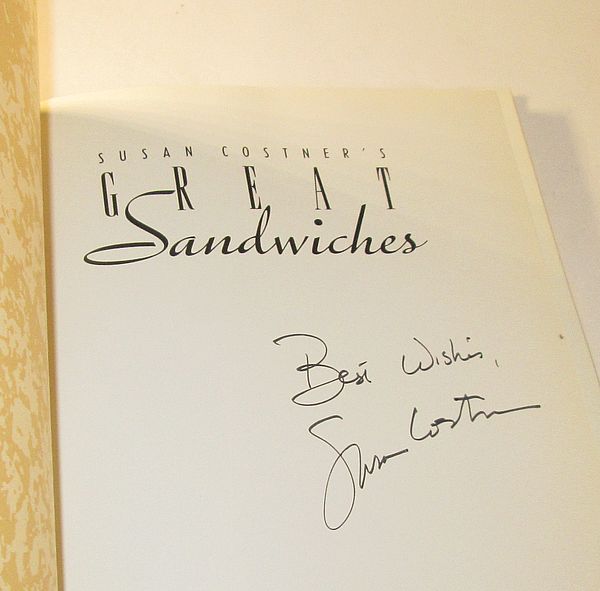 SUSAN COSTNER'S
GREAT
Sandwiches
Best Wishes,
Susan Costner